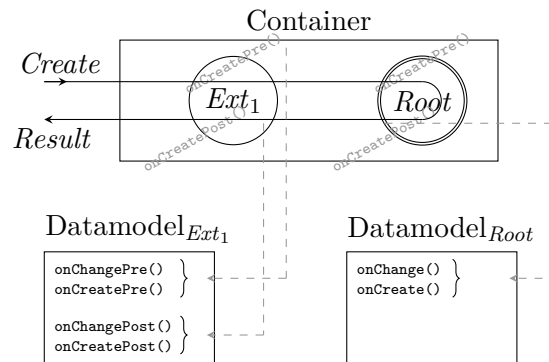 Container
onCreatePre()
onCreatePre()
Create
Ext1
Root
Result
onCreatePost()
onCreatePost()
DatamodelExt1
DatamodelRoot
onChangePre()
onCreatePre()
onChangePost()
onCreatePost()
onChange()
onCreate()